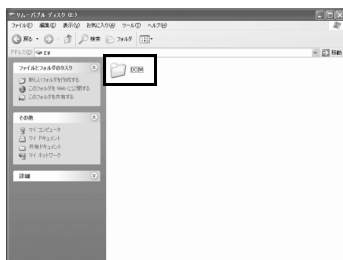 リムーバブル ディスク (E:)
ファイル(F) 編集(E) 表示(V) お気に入り(A) ツール(T) ヘルプ(H)
戻る 検索 フォルダ
アドレス(D) E:¥ 移動
ファイルとフォルダのタスク
新しいフォルダを作成する
このフォルダを Web に公開する
このフォルダを共有する
DCIM
その他
マイ コンピュータ
マイ ドキュメント
共有ドキュメント
マイ ネットワーク
詳細